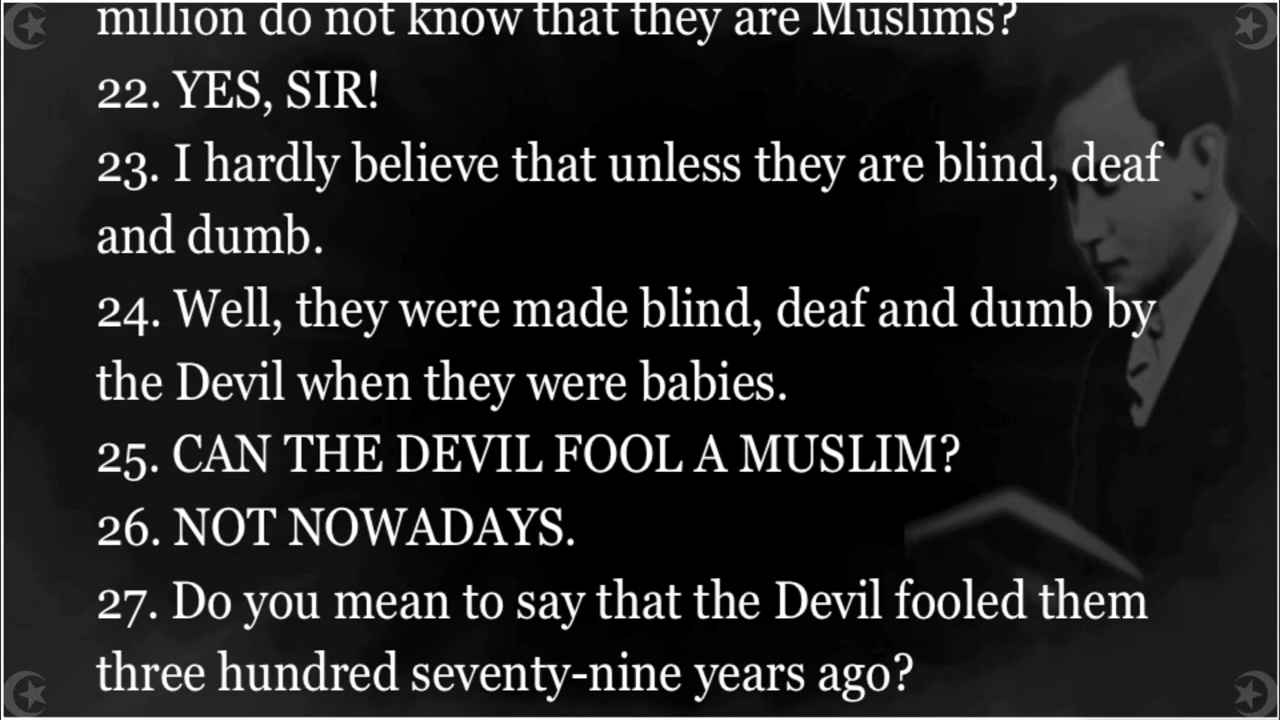 million do not know that they are Muslims?
22. YES, SIR!
23. I hardly believe that unless they are blind, deaf
and dumb.
24. Well, they were made blind, deaf and dumb by
the Devil when they were babies.
25. CAN THE DEVIL FOOL A MUSLIM?
26. NOT NOWADAYS.
27. Do you mean to say that the Devil fooled them
three hundred seventy-nine years ago?